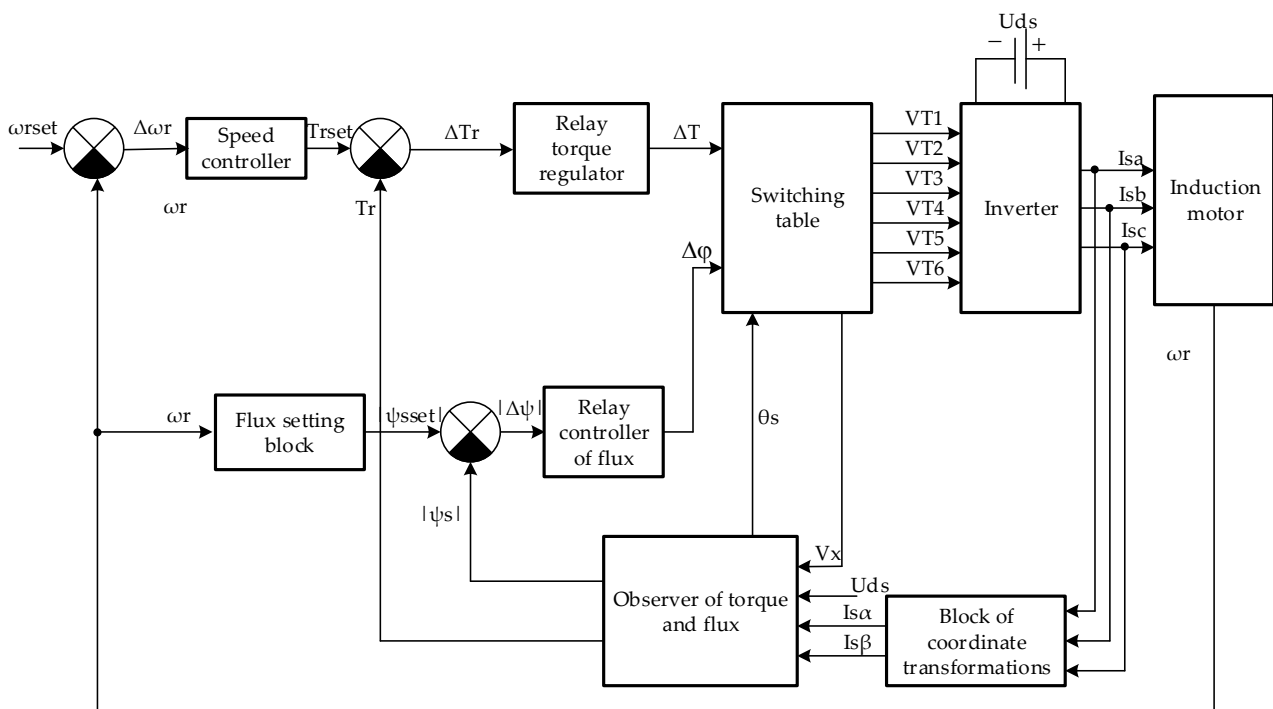 Uds
− +
ωrset
Δωr
Speed
controller
Trset
ΔTr
Relay
torque
regulator
ΔT
Switching
table
VT1
VT2
VT3
VT4
VT5
VT6
Inverter
Isa
Isb
Isc
Induction
motor
ωr
Tr
Δφ
ωr
ωr
Flux setting
block
|ψsset|
|Δψ|
Relay
controller
of flux
θs
|ψs|
Observer of torque
and flux
Vx
Uds
Isα
Isβ
Block of
coordinate
transformations